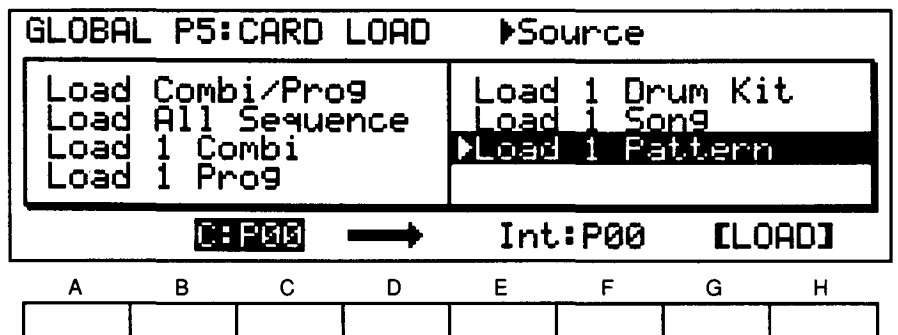 GLOBAL P5:CARD LOAD ▶Source
Load Combi/Prog
Load All Sequence
Load 1 Combi
Load 1 Prog
Load 1 Drum Kit
Load 1 Song
▶Load 1 Pattern
C:P00 → Int:P00 [LOAD]
A B C D E F G H